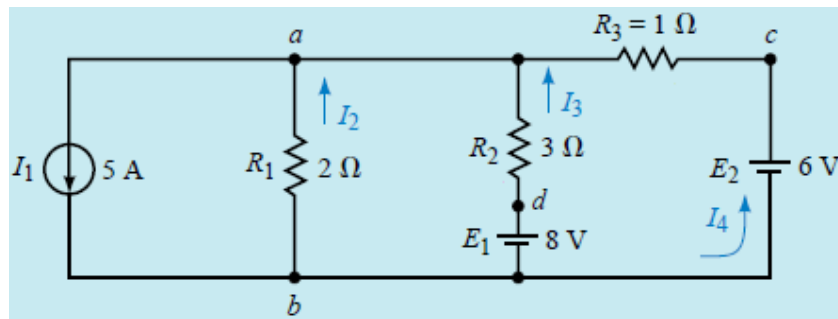 R3 = 1 Ω
a
c
I2
I3
I1
5 A
R1
2 Ω
R2
3 Ω
E2
6 V
d
I4
E1
8 V
b